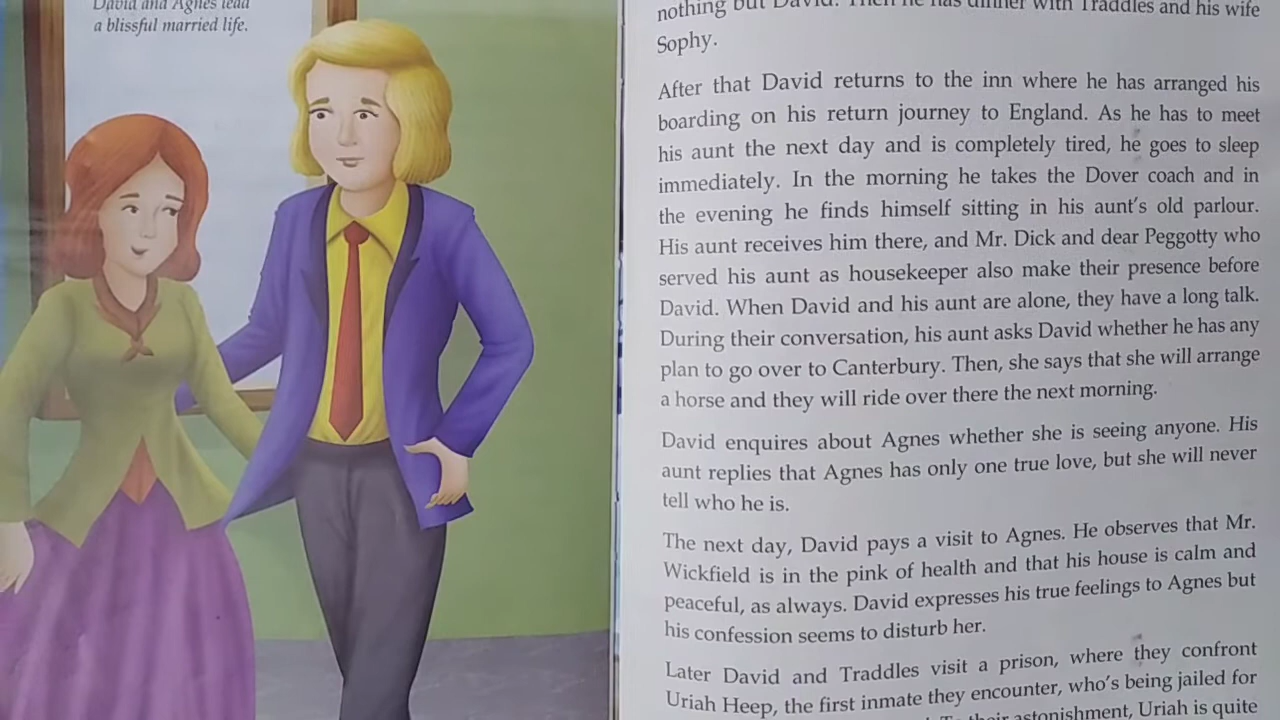 David and Agnes lead
a blissful married life.
nothing but David. Then he has dinner with Traddles and his wife
Sophy.
After that David returns to the inn where he has arranged his
boarding on his return journey to England. As he has to meet
his aunt the next day and is completely tired, he goes to sleep
immediately. In the morning he takes the Dover coach and in
the evening he finds himself sitting in his aunt's old parlour.
His aunt receives him there, and Mr. Dick and dear Peggotty who
served his aunt as housekeeper also make their presence before
David. When David and his aunt are alone, they have a long talk.
During their conversation, his aunt asks David whether he has any
plan to go over to Canterbury. Then, she says that she will arrange
a horse and they will ride over there the next morning.
David enquires about Agnes whether she is seeing anyone. His
aunt replies that Agnes has only one true love, but she will never
tell who he is.
The next day, David pays a visit to Agnes. He observes that Mr.
Wickfield is in the pink of health and that his house is calm and
peaceful, as always. David expresses his true feelings to Agnes but
his confession seems to disturb her.
Later David and Traddles visit a prison, where they confront
Uriah Heep, the first inmate they encounter, who's being jailed for
their astonishment, Uriah is quite